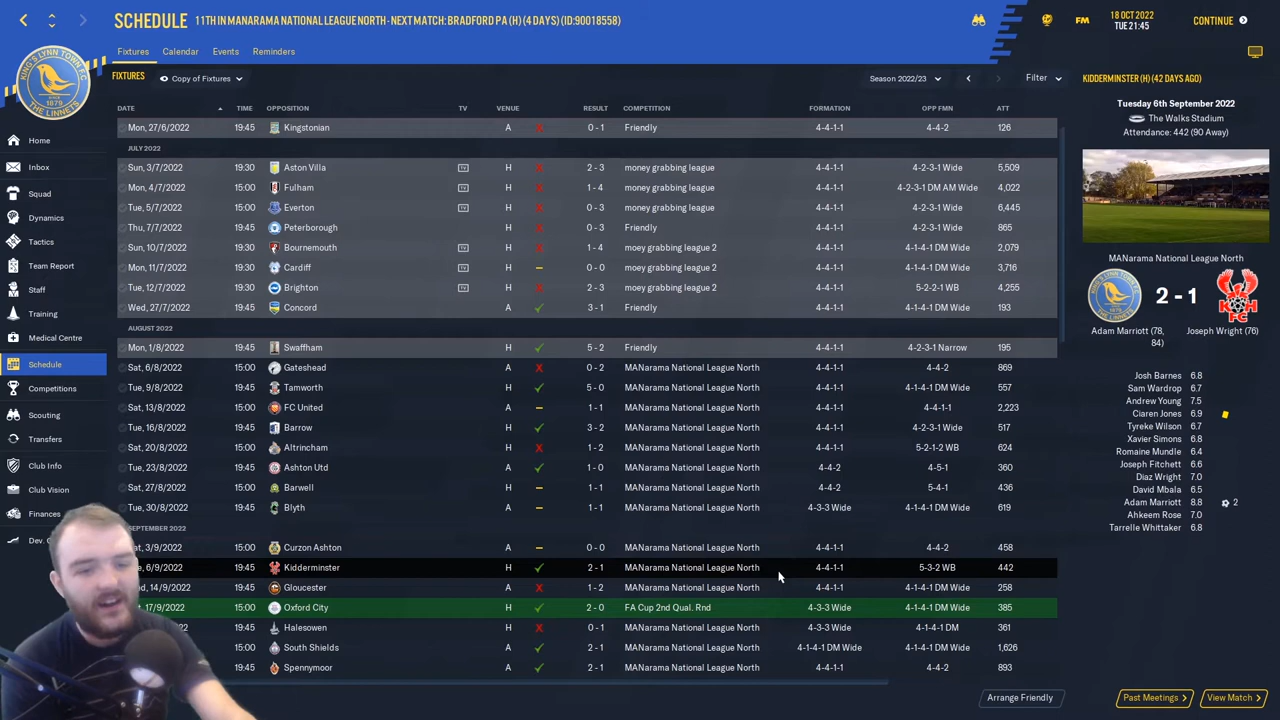 SCHEDULE 11TH IN MANARAMA NATIONAL LEAGUE NORTH - NEXT MATCH: BRADFORD PA (H) (4 DAYS) (ID:90018558) FM 18 OCT 2022 TUE 21:45 CONTINUE
Fixtures Calendar Events Reminders
FIXTURES Copy of Fixtures Season 2022/23 Filter
DATE TIME OPPOSITION TV VENUE RESULT COMPETITION FORMATION OPP FMN ATT
Mon, 27/6/2022 19:45 Kingstonian A 0 - 1 Friendly 4-4-1-1 4-4-2 126
JULY 2022
Sun, 3/7/2022 19:30 Aston Villa TV H 2 - 3 money grabbing league 4-4-1-1 4-2-3-1 Wide 5,509
Mon, 4/7/2022 15:00 Fulham TV H 1 - 4 money grabbing league 4-4-1-1 4-2-3-1 DM AM Wide 4,022
Tue, 5/7/2022 15:00 Everton TV H 0 - 3 money grabbing league 4-4-1-1 4-2-3-1 Wide 6,445
Thu, 7/7/2022 19:45 Peterborough H 0 - 3 Friendly 4-4-1-1 4-2-3-1 Wide 865
Sun, 10/7/2022 19:30 Bournemouth TV H 1 - 4 moey grabbing league 2 4-4-1-1 4-1-4-1 DM Wide 2,079
Mon, 11/7/2022 19:30 Cardiff TV H 0 - 0 moey grabbing league 2 4-4-1-1 4-1-4-1 DM Wide 3,716
Tue, 12/7/2022 19:30 Brighton TV H 2 - 3 moey grabbing league 2 4-4-1-1 5-2-2-1 WB 4,255
Wed, 27/7/2022 19:45 Concord A 3 - 1 Friendly 4-4-1-1 4-1-4-1 DM Wide 193
AUGUST 2022
Mon, 1/8/2022 19:45 Swaffham H 5 - 2 Friendly 4-4-1-1 4-2-3-1 Narrow 195
Sat, 6/8/2022 15:00 Gateshead A 0 - 2 MANarama National League North 4-4-1-1 4-4-2 869
Tue, 9/8/2022 19:45 Tamworth H 5 - 0 MANarama National League North 4-4-1-1 4-1-4-1 DM Wide 557
Sat, 13/8/2022 15:00 FC United A 1 - 1 MANarama National League North 4-4-1-1 4-4-1-1 2,223
Tue, 16/8/2022 19:45 Barrow H 3 - 2 MANarama National League North 4-4-1-1 4-2-3-1 Wide 517
Sat, 20/8/2022 15:00 Altrincham H 1 - 2 MANarama National League North 4-4-1-1 5-2-1-2 WB 624
Tue, 23/8/2022 19:45 Ashton Utd A 1 - 0 MANarama National League North 4-4-2 4-5-1 360
Sat, 27/8/2022 15:00 Barwell H 1 - 1 MANarama National League North 4-4-2 5-4-1 436
Tue, 30/8/2022 19:45 Blyth A 1 - 1 MANarama National League North 4-3-3 Wide 4-1-4-1 DM Wide 619
SEPTEMBER 2022
3/9/2022 15:00 Curzon Ashton A 0 - 0 MANarama National League North 4-4-1-1 4-4-2 458
6/9/2022 19:45 Kidderminster H 2 - 1 MANarama National League North 4-4-1-1 5-3-2 WB 442
14/9/2022 19:45 Gloucester A 1 - 2 MANarama National League North 4-4-1-1 4-1-4-1 DM Wide 258
17/9/2022 15:00 Oxford City H 2 - 0 FA Cup 2nd Qual. Rnd 4-3-3 Wide 4-1-4-1 DM Wide 385
19:45 Halesowen H 0 - 1 MANarama National League North 4-3-3 Wide 4-1-4-1 DM 361
15:00 South Shields A 2 - 1 MANarama National League North 4-1-4-1 DM Wide 4-1-4-1 DM Wide 1,626
19:45 Spennymoor A 2 - 1 MANarama National League North 4-4-1-1 4-4-2 893
Arrange Friendly Past Meetings View Match
KING'S LYNN TOWN F.C
1879
THE LINNETS
Home
Inbox
Squad
Dynamics
Tactics
Team Report
Staff
Training
Medical Centre
Schedule
Competitions
Scouting
Transfers
Club Info
Club Vision
Finances
Dev.
KIDDERMINSTER (H) (42 DAYS AGO)
Tuesday 6th September 2022
The Walks Stadium
Attendance: 442 (90 Away)
MANarama National League North
2 - 1
Adam Marriott (78, 84) Joseph Wright (76)
Josh Barnes 6.8
Sam Wardrop 6.7
Andrew Young 7.5
Ciaren Jones 6.9
Tyreke Wilson 6.7
Xavier Simons 6.8
Romaine Mundle 6.4
Joseph Fitchett 6.6
Diaz Wright 7.0
David Mbala 6.5
Adam Marriott 8.8 2
Ahkeem Rose 7.0
Tarrelle Whittaker 6.8